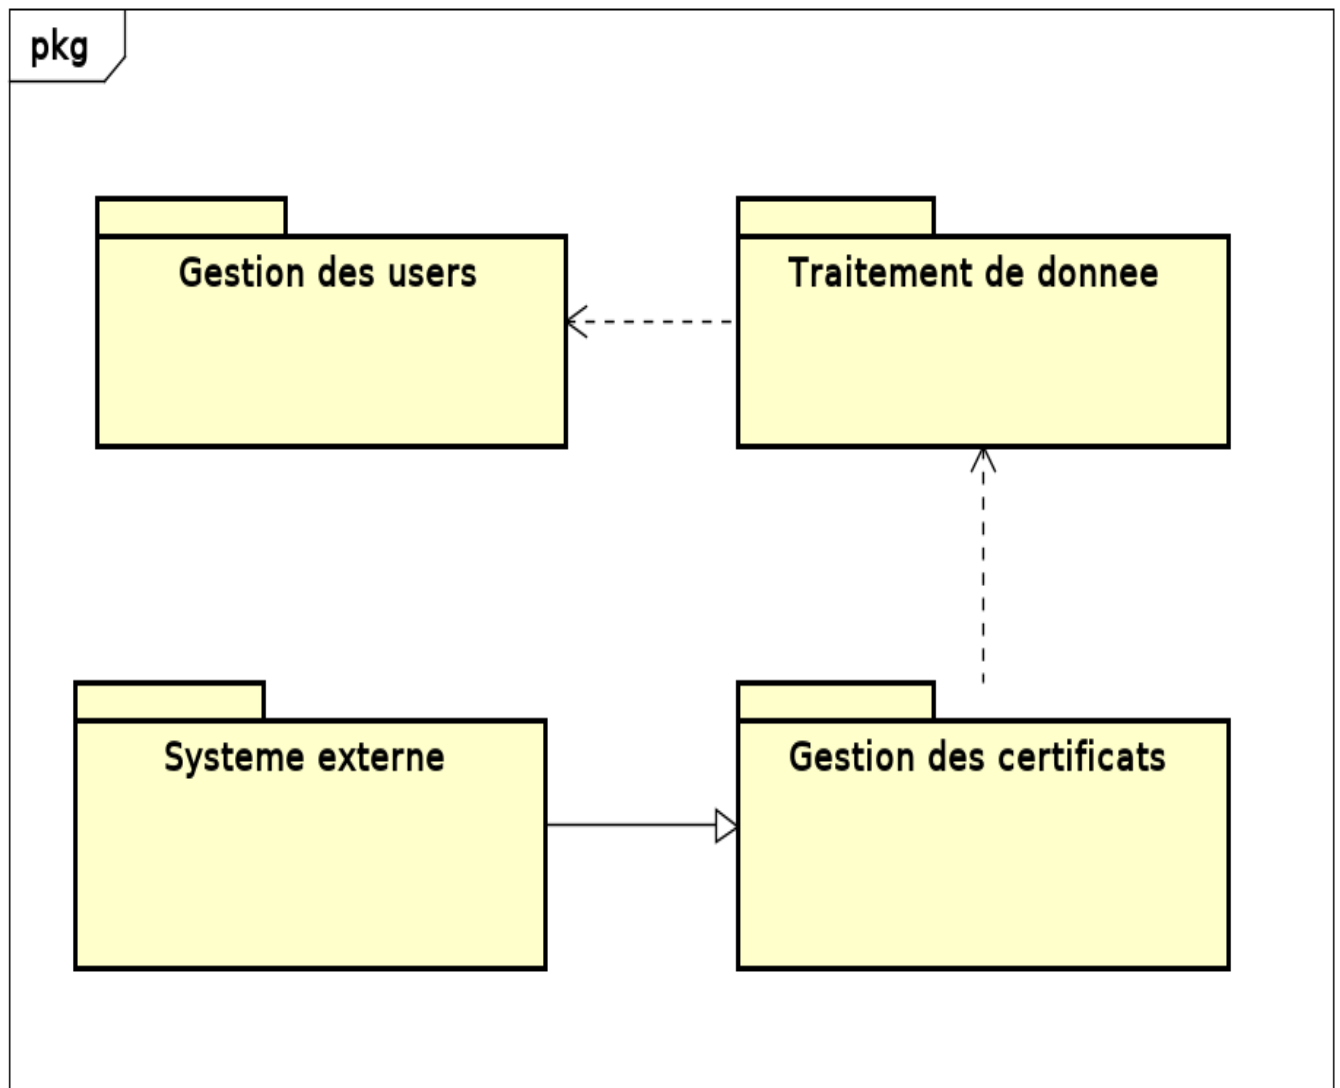 pkg
Gestion des users
Traitement de donnee
Systeme externe
Gestion des certificats